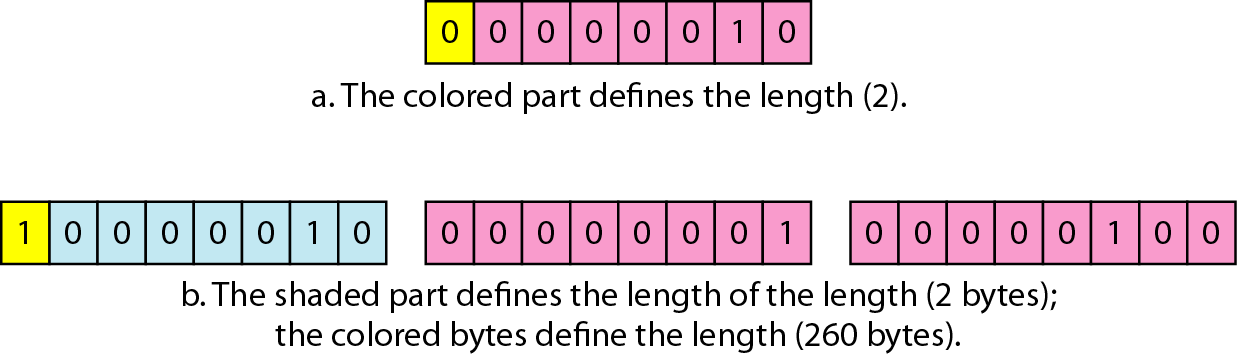 0 0 0 0 0 0 1 0
a. The colored part defines the length (2).
1 0 0 0 0 0 1 0 0 0 0 0 0 0 0 1 0 0 0 0 0 1 0 0
b. The shaded part defines the length of the length (2 bytes);
the colored bytes define the length (260 bytes).